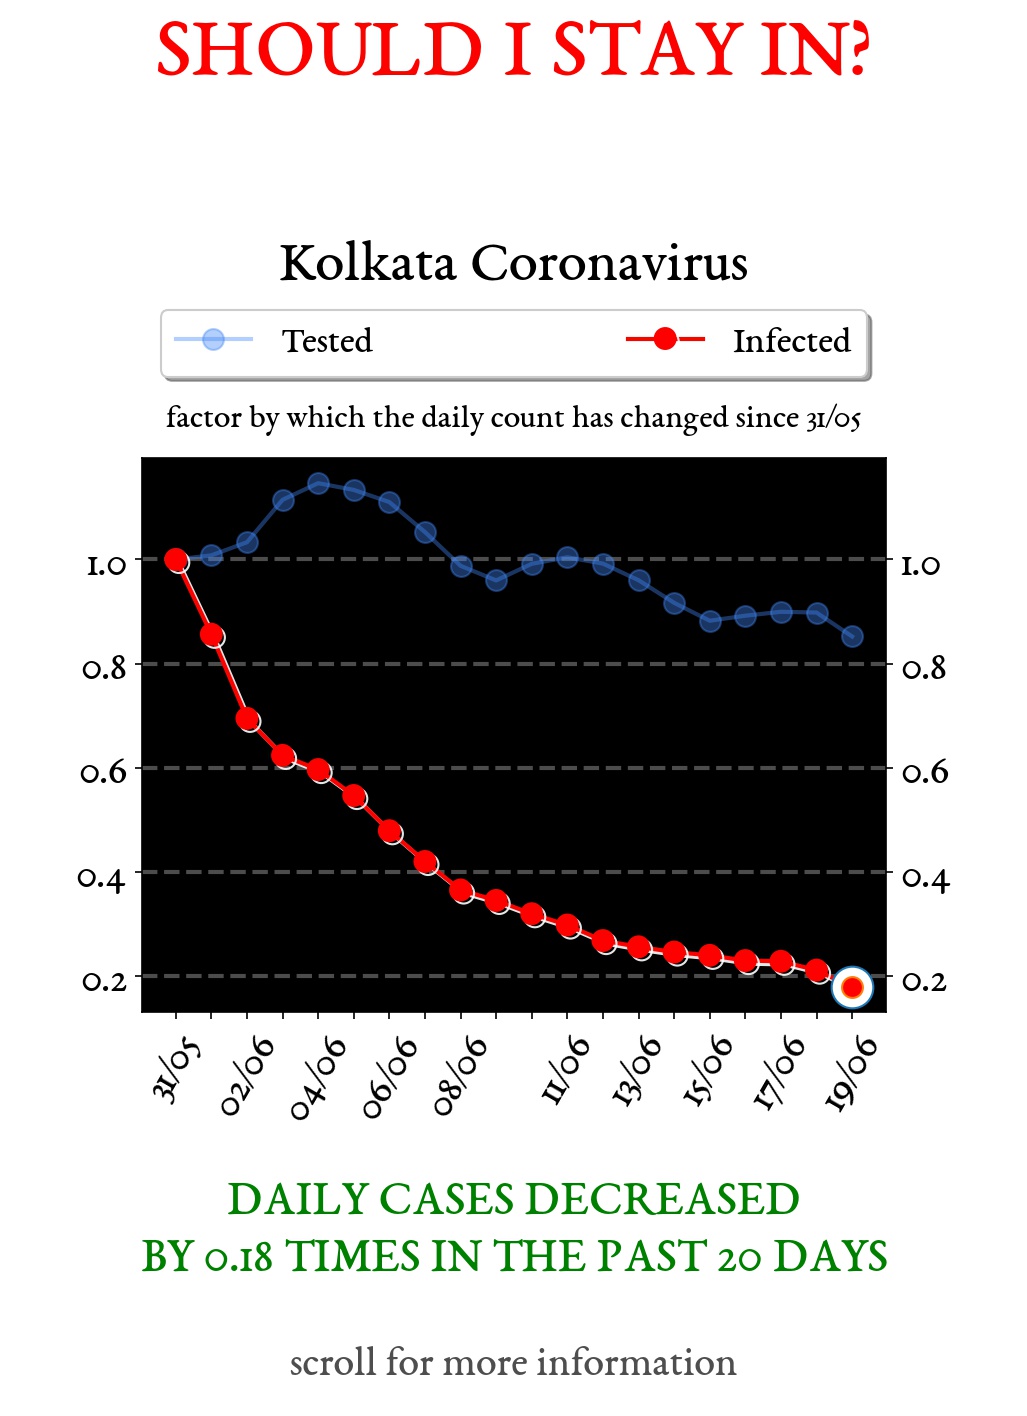 SHOULD I STAY IN?
Kolkata Coronavirus
Tested Infected
factor by which the daily count has changed since 31/05
1.0 1.0
0.8 0.8
0.6 0.6
0.4 0.4
0.2 0.2
31/05 02/06 04/06 06/06 08/06 11/06 13/06 15/06 17/06 19/06
DAILY CASES DECREASED
BY 0.18 TIMES IN THE PAST 20 DAYS
scroll for more information